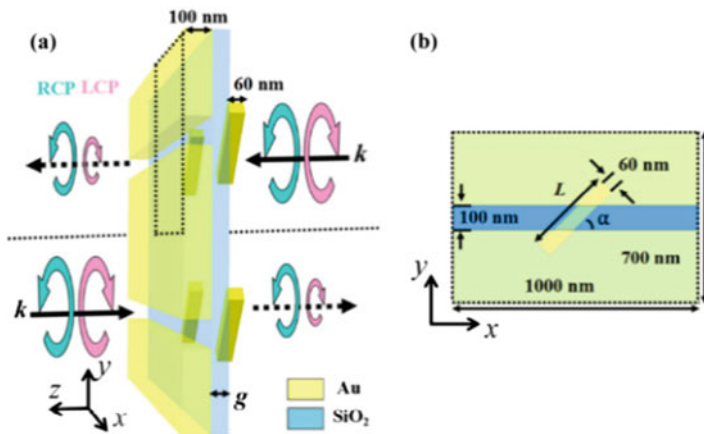 (a)
100 nm
60 nm
RCP LCP
k
k
y
z
x
g
Au
SiO₂
(b)
60 nm
L
100 nm
α
700 nm
1000 nm
y
x